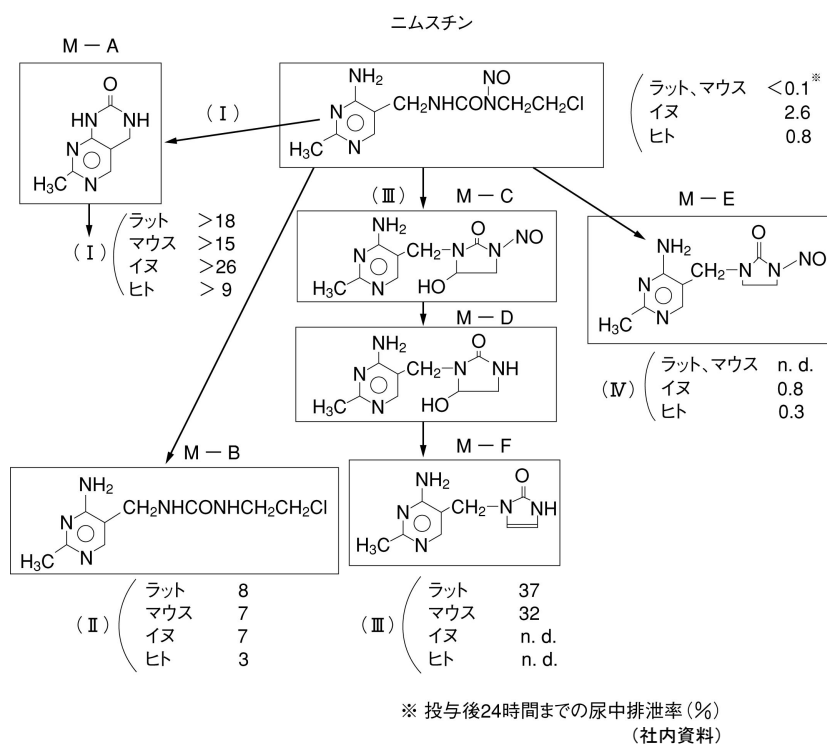 ニムスチン
M－A
O
HN
NH
N
N
H₃C
(Ⅰ)
NH₂
NO
CH₂NHCONCH₂CH₂Cl
N
N
H₃C
ラット、マウス <0.1※
イヌ 2.6
ヒト 0.8
(Ⅰ)
ラット >18
マウス >15
イヌ >26
ヒト >9
(Ⅲ)
M－C
NH₂
O
CH₂－N
N－NO
N
HO
N
H₃C
M－E
NH₂
O
CH₂－N
N－NO
N
N
H₃C
M－D
NH₂
O
CH₂－N
NH
N
HO
N
H₃C
(Ⅳ)
ラット、マウス n. d.
イヌ 0.8
ヒト 0.3
M－B
NH₂
CH₂NHCONHCH₂CH₂Cl
N
N
H₃C
M－F
NH₂
O
CH₂－N
NH
N
N
H₃C
(Ⅱ)
ラット 8
マウス 7
イヌ 7
ヒト 3
(Ⅲ)
ラット 37
マウス 32
イヌ n. d.
ヒト n. d.
※ 投与後24時間までの尿中排泄率(％)
(社内資料)